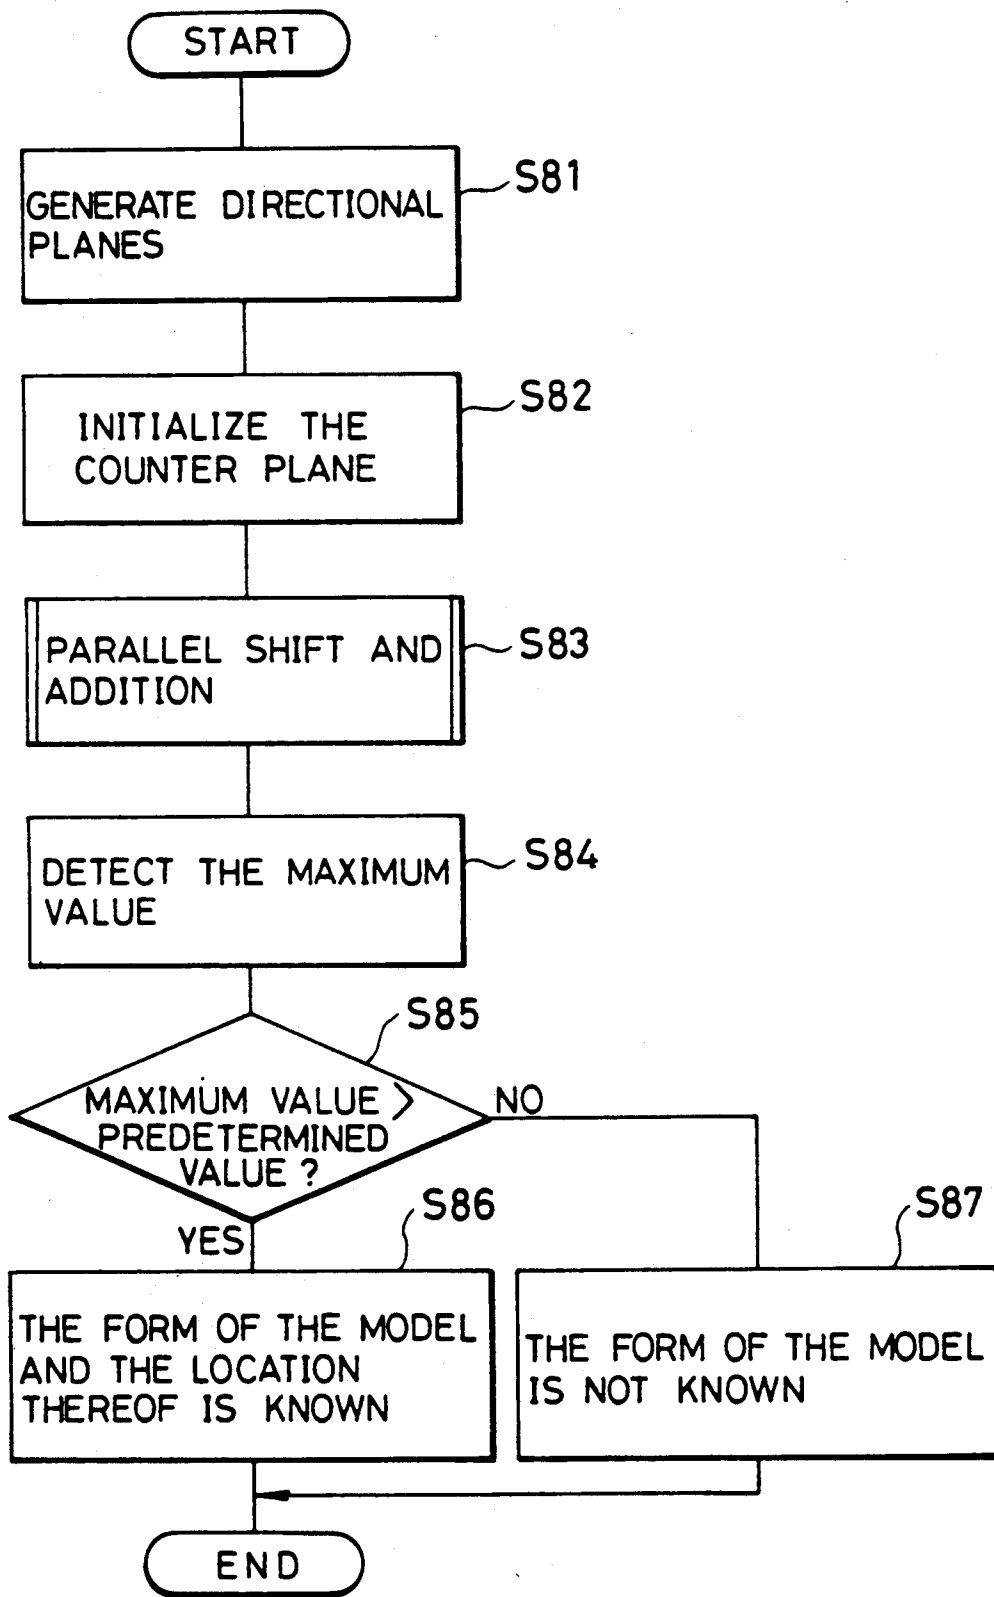 START
GENERATE DIRECTIONAL
PLANES
S81
INITIALIZE THE
COUNTER PLANE
S82
PARALLEL SHIFT AND
ADDITION
S83
DETECT THE MAXIMUM
VALUE
S84
S85
MAXIMUM VALUE >
PREDETERMINED
VALUE ?
NO
YES
S86
S87
THE FORM OF THE MODEL
AND THE LOCATION
THEREOF IS KNOWN
THE FORM OF THE MODEL
IS NOT KNOWN
END